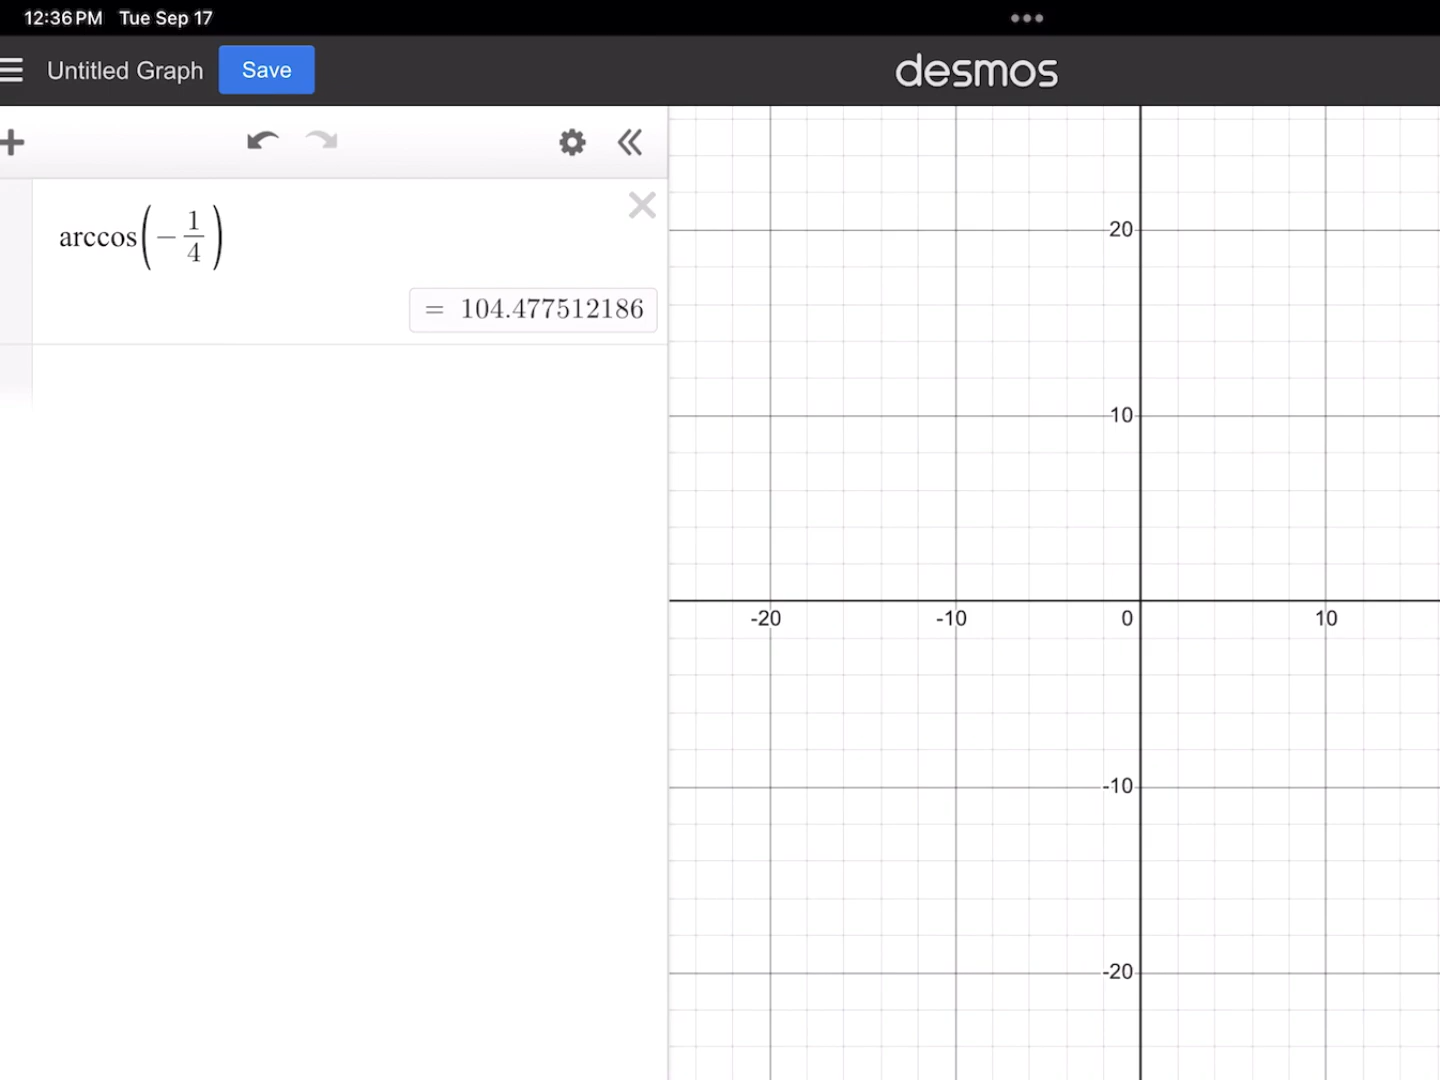 12:36 PM Tue Sep 17
Untitled Graph Save desmos
arccos(-1/4)
= 104.477512186
20
10
-20 -10 0 10
-10
-20